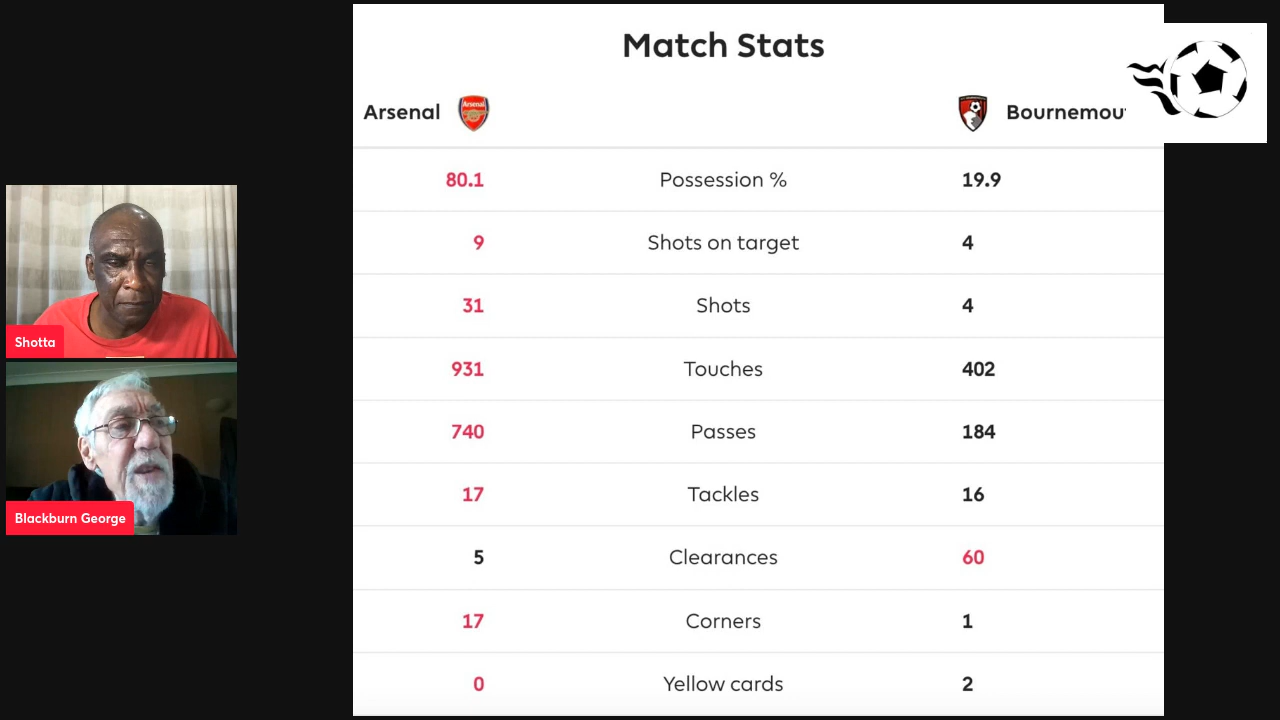 Match Stats
Arsenal
Arsenal
Bournemou
80.1 Possession % 19.9
9 Shots on target 4
31 Shots 4
931 Touches 402
740 Passes 184
17 Tackles 16
5 Clearances 60
17 Corners 1
0 Yellow cards 2
Shotta
Blackburn George